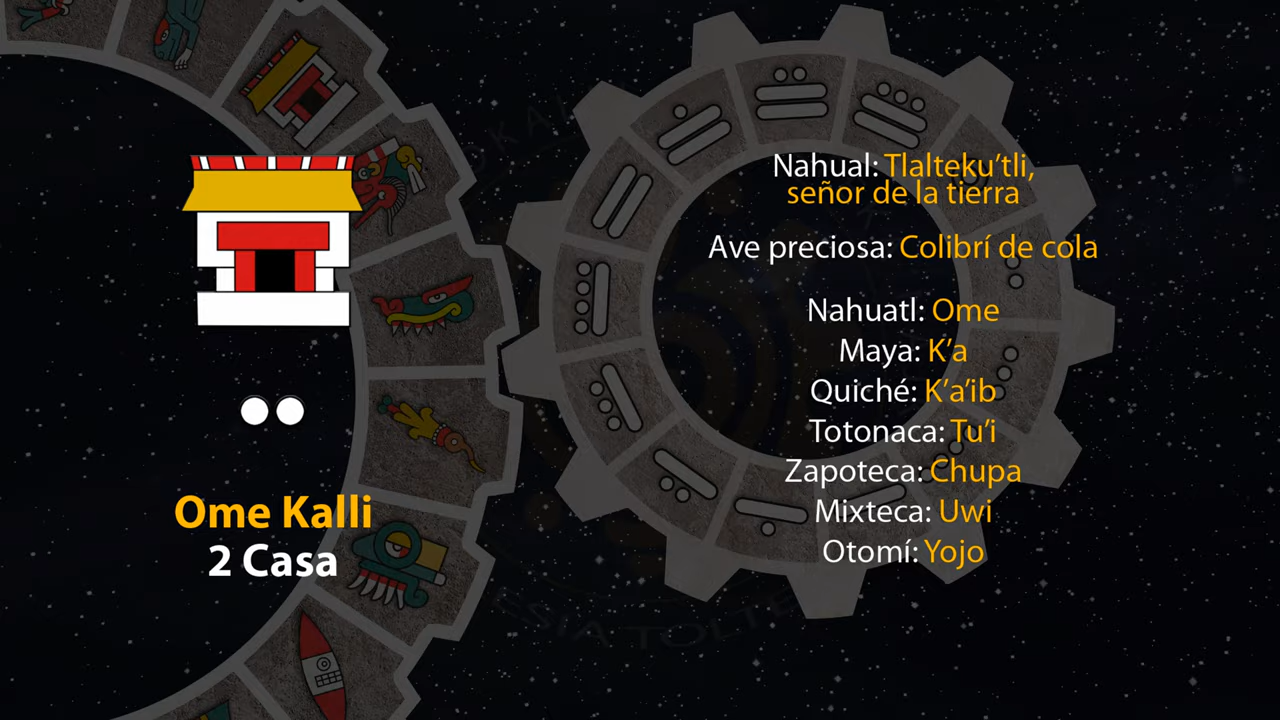 Ome Kalli
2 Casa
Nahual: Tlalteku’tli,
señor de la tierra
Ave preciosa: Colibrí de cola
Nahuatl: Ome
Maya: K’a
Quiché: K’a’ib
Totonaca: Tu’i
Zapoteca: Chupa
Mixteca: Uwi
Otomí: Yojo